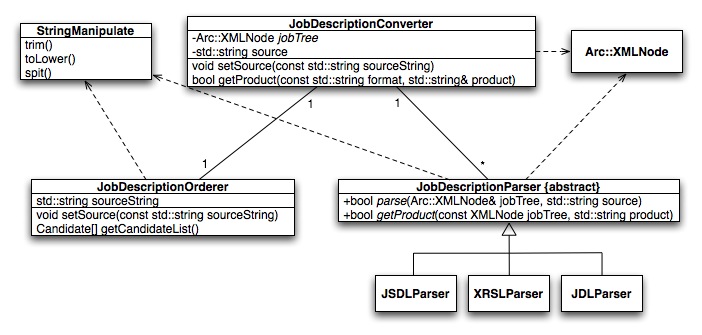 StringManipulate
trim()
toLower()
spit()
JobDescriptionConverter
-Arc::XMLNode jobTree
-std::string source
void setSource(const std::string sourceString)
bool getProduct(const std::string format, std::string& product)
Arc::XMLNode
1
1
1
*
JobDescriptionOrderer
std::string sourceString
void setSource(const std::string sourceString)
Candidate[] getCandidateList()
JobDescriptionParser {abstract}
+bool parse(Arc::XMLNode& jobTree, std::string source)
+bool getProduct(const XMLNode jobTree, std::string product)
JSDLParser
XRSLParser
JDLParser